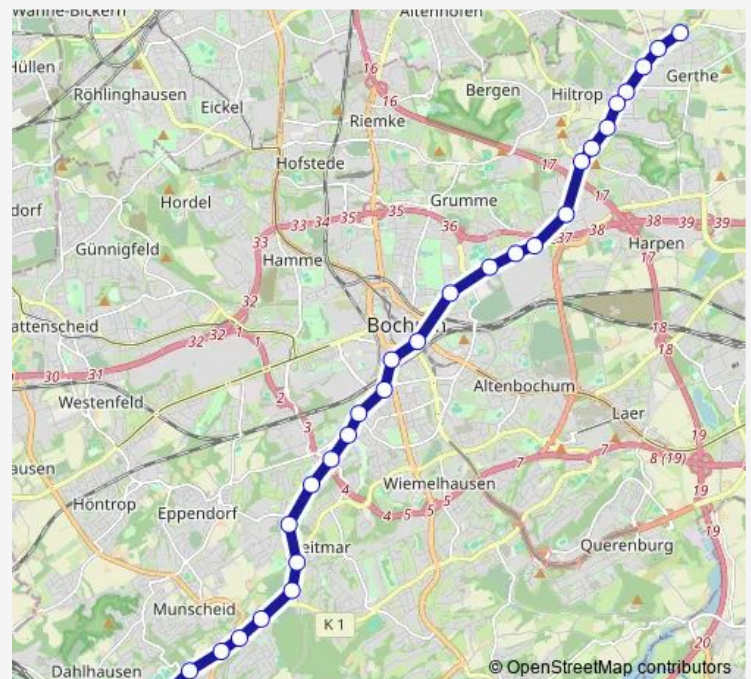 Wanne-Bickern
Altenhöfen
Hüllen
16
Gerthe
Röhlinghausen
Bergen
Hiltrop
Eickel
16
Riemke
Hofstede
17
17
Hordel
Grumme
dorf
33 34 35
35
36
37
38
38
39
39
Günnigfeld
33
Hamme
Harpen
17
32
attenscheid
32
32
1
1
Bochum
18
18
30
31
2
Altenbochum
Westenfeld
3
Laer
19
ausen
7
7
8 (19)
4
Wiemelhausen
19
Höntrop
Eppendorf
4
5
5
5
19
eitmar
Querenburg
Munscheid
K 1
20
Dahlhausen
© OpenStreetMap contributors